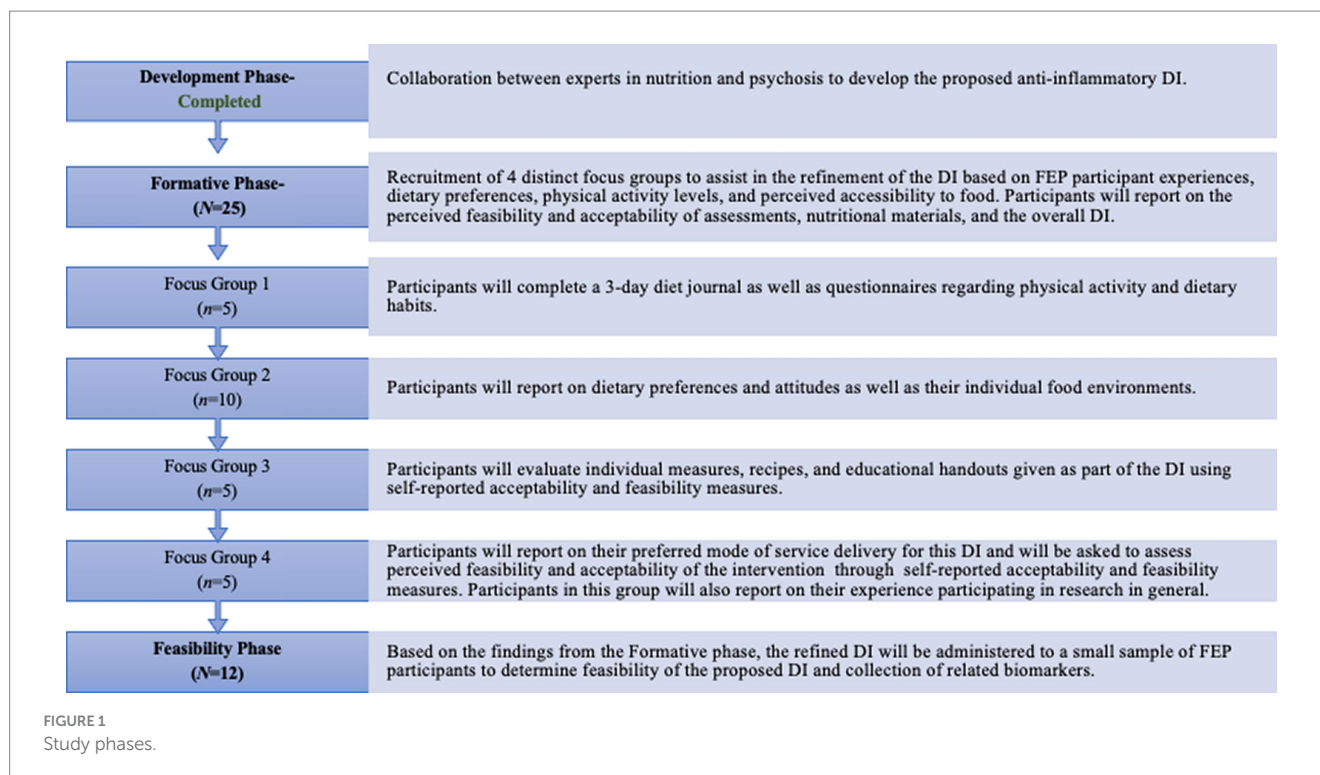 Development Phase-
Completed
Collaboration between experts in nutrition and psychosis to develop the proposed anti-inflammatory DI.
Formative Phase-
(N=25)
Recruitment of 4 distinct focus groups to assist in the refinement of the DI based on FEP participant experiences,
dietary preferences, physical activity levels, and perceived accessibility to food. Participants will report on the
perceived feasibility and acceptability of assessments, nutritional materials, and the overall DI.
Focus Group 1
(n=5)
Participants will complete a 3-day diet journal as well as questionnaires regarding physical activity and dietary
habits.
Focus Group 2
(n=10)
Participants will report on dietary preferences and attitudes as well as their individual food environments.
Focus Group 3
(n=5)
Participants will evaluate individual measures, recipes, and educational handouts given as part of the DI using
self-reported acceptability and feasibility measures.
Focus Group 4
(n=5)
Participants will report on their preferred mode of service delivery for this DI and will be asked to assess
perceived feasibility and acceptability of the intervention through self-reported acceptability and feasibility
measures. Participants in this group will also report on their experience participating in research in general.
Feasibility Phase
(N=12)
Based on the findings from the Formative phase, the refined DI will be administered to a small sample of FEP
participants to determine feasibility of the proposed DI and collection of related biomarkers.
FIGURE 1
Study phases.